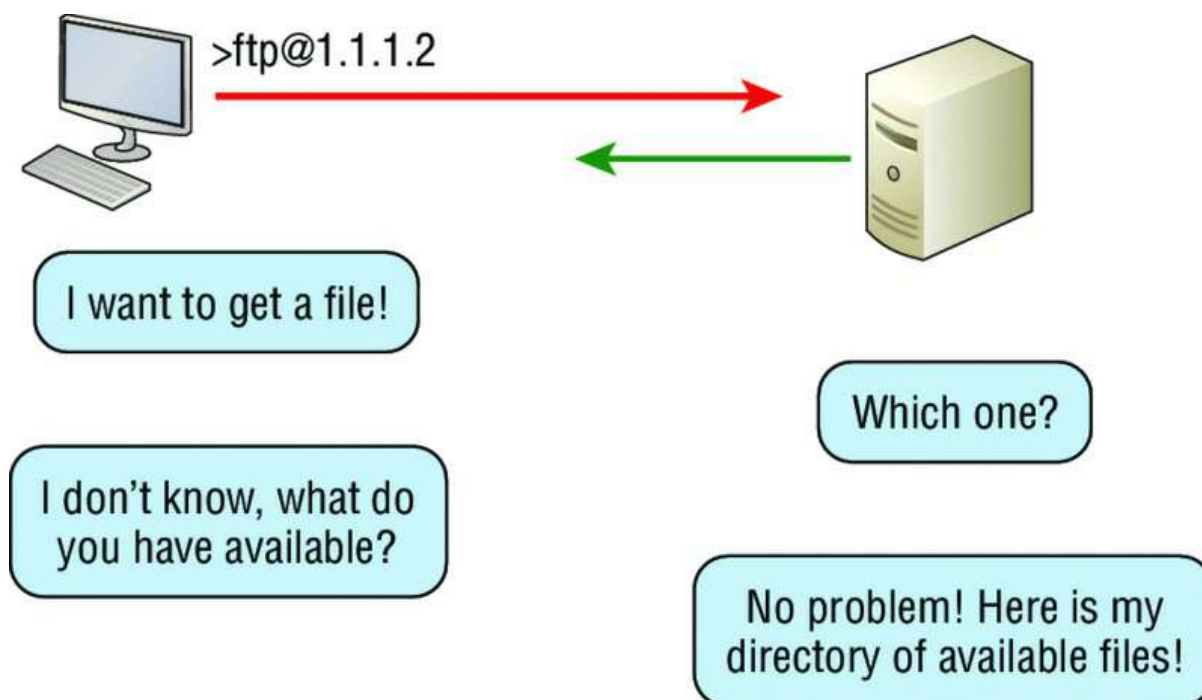 >ftp@1.1.1.2
I want to get a file!
Which one?
I don't know, what do
you have available?
No problem! Here is my
directory of available files!